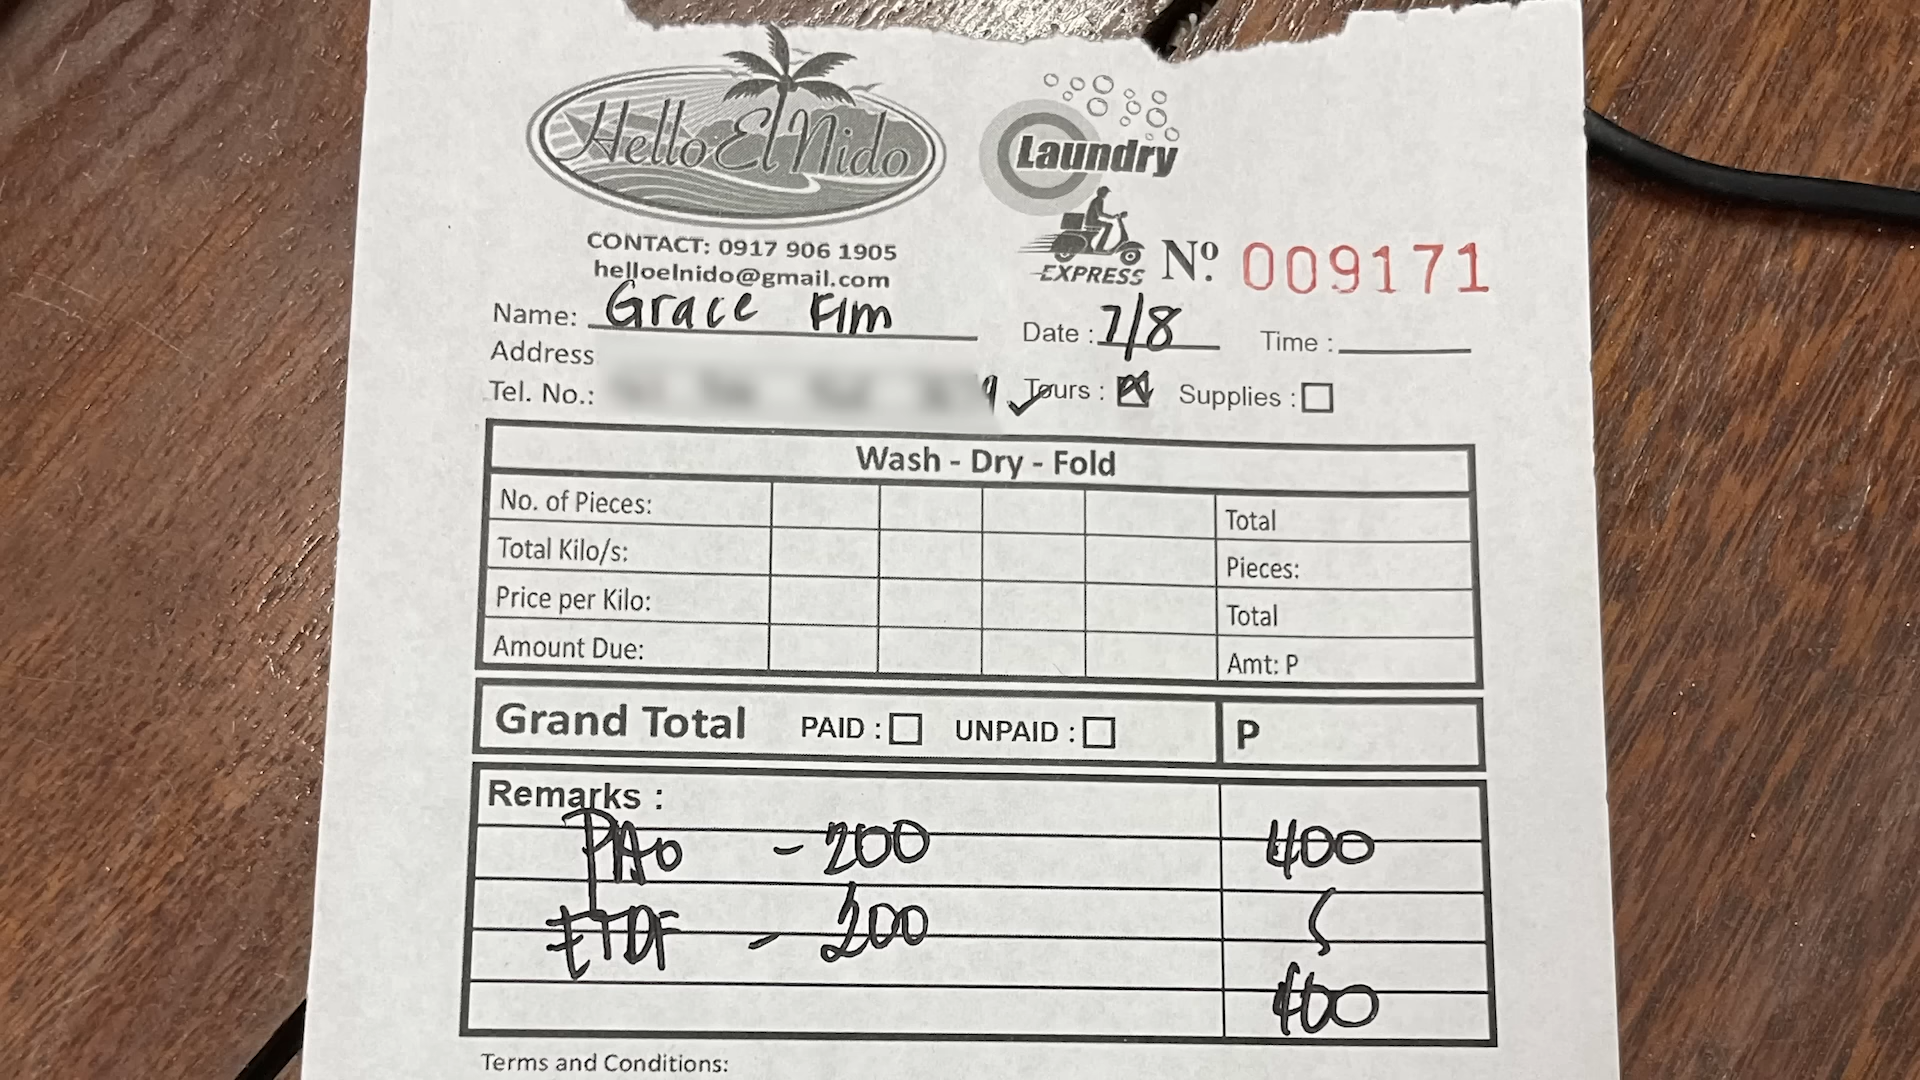 Hello El Nido
Laundry
EXPRESS
CONTACT: 0917 906 1905
helloelnido@gmail.com
Nº. 009171
Name: Grace Kim
Date : 7/8 Time :
Address
Tel. No.:
Tours : Supplies :
Wash - Dry - Fold
No. of Pieces: Total
Total Kilo/s: Pieces:
Price per Kilo: Total
Amount Due: Amt: P
Grand Total PAID : UNPAID : P
Remarks :
- 200 400
ETDF - 200
400
Terms and Conditions: